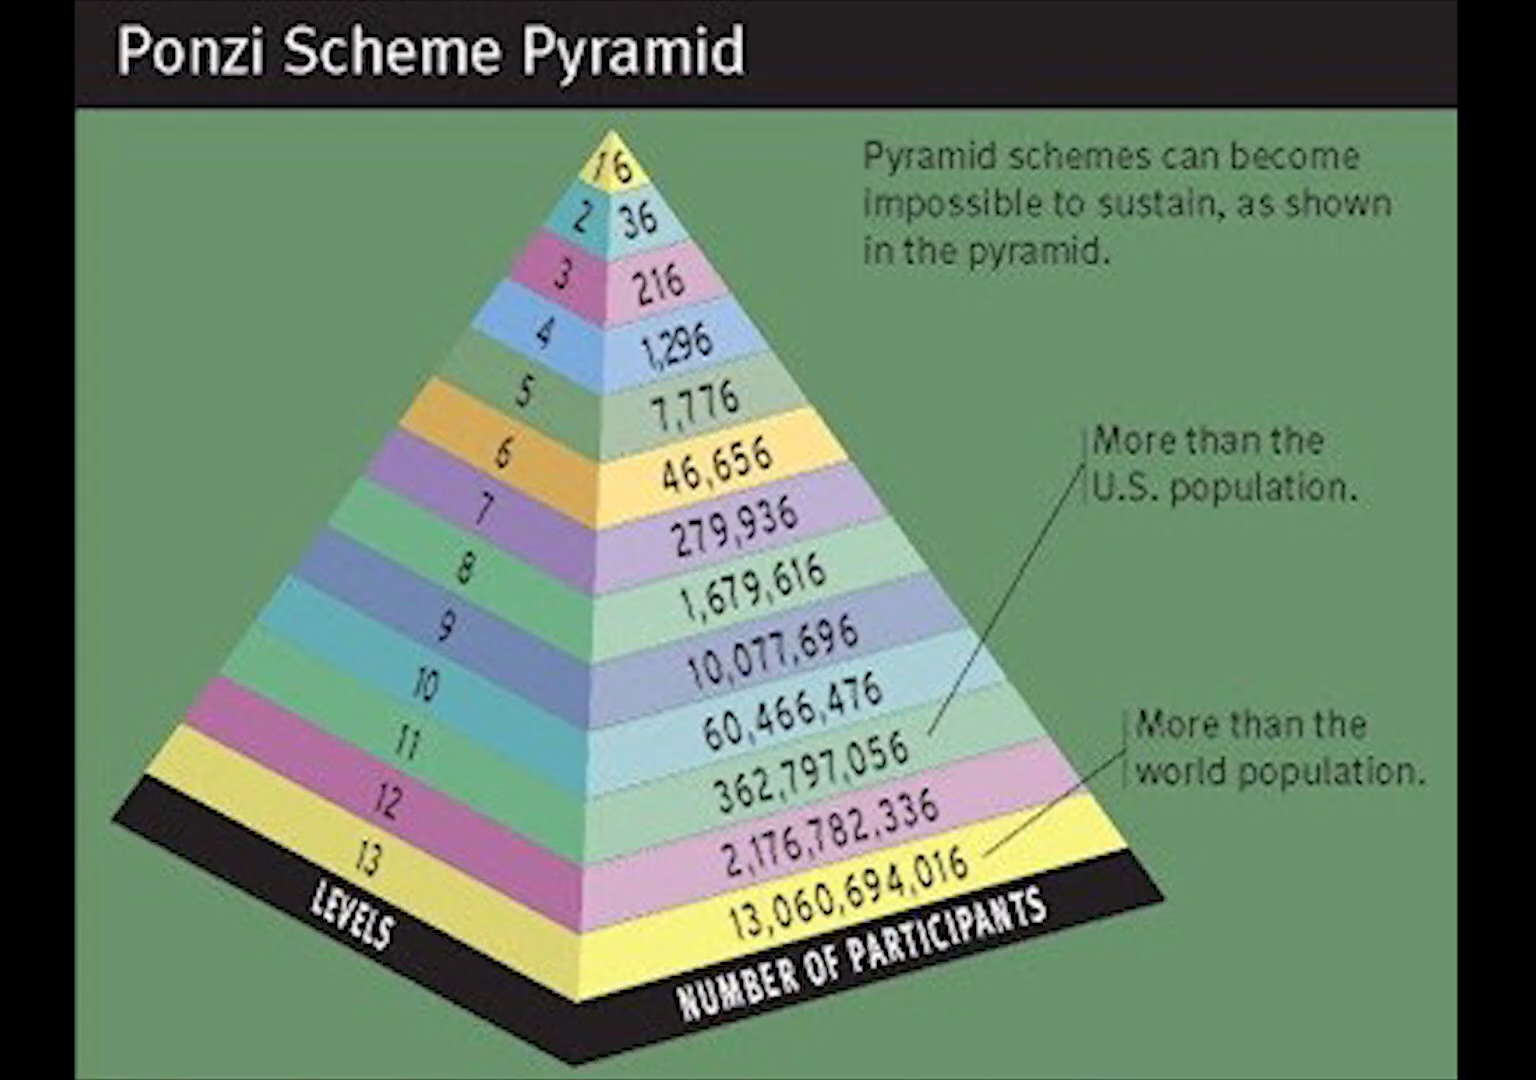 Ponzi Scheme Pyramid
Pyramid schemes can become
impossible to sustain, as shown
in the pyramid.
1 6
2 36
3 216
4 1,296
5 7,776
6 46,656
7 279,936
8 1,679,616
9 10,077,696
10 60,466,476
11 362,797,056
12 2,176,782,336
13 13,060,694,016
LEVELS NUMBER OF PARTICIPANTS
More than the
U.S. population.
More than the
world population.